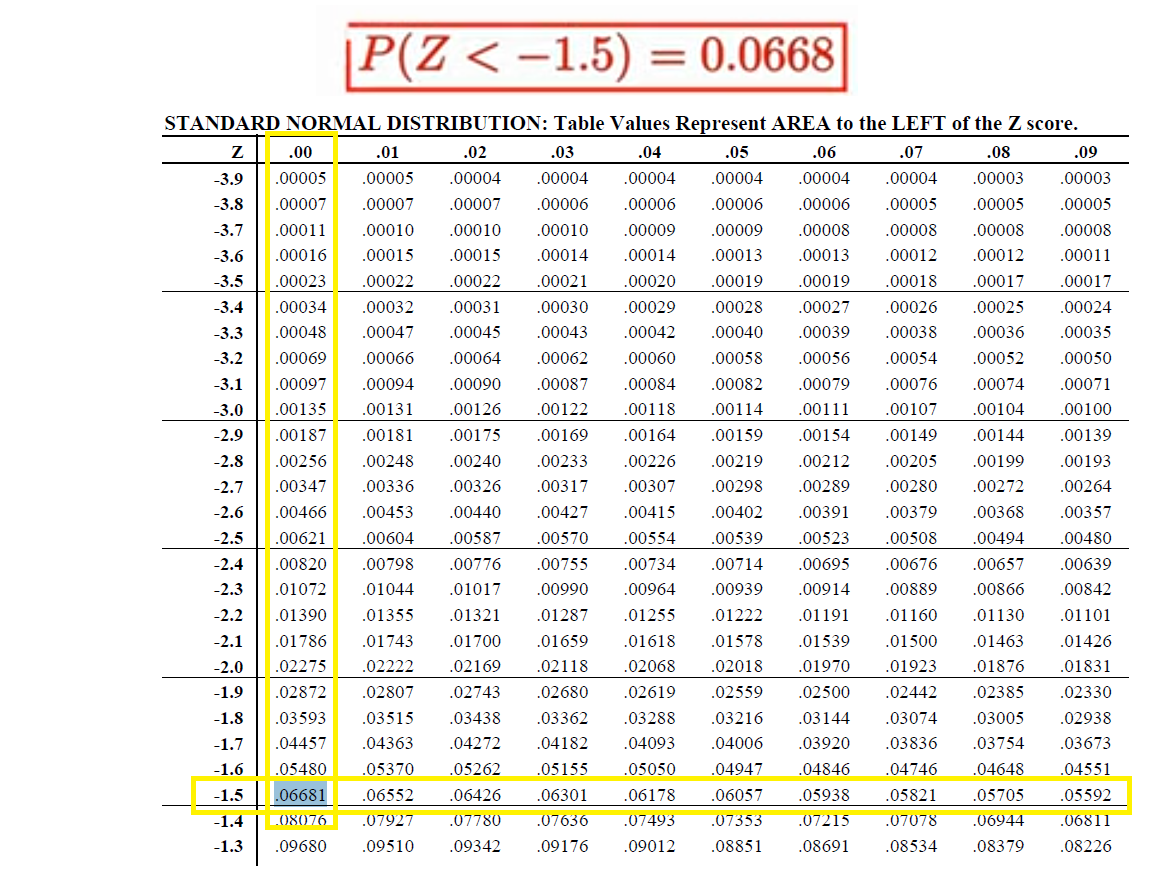 P(Z < −1.5) = 0.0668
STANDARD NORMAL DISTRIBUTION: Table Values Represent AREA to the LEFT of the Z score.
Z .00 .01 .02 .03 .04 .05 .06 .07 .08 .09
-3.9 .00005 .00005 .00004 .00004 .00004 .00004 .00004 .00004 .00003 .00003
-3.8 .00007 .00007 .00007 .00006 .00006 .00006 .00006 .00005 .00005 .00005
-3.7 .00011 .00010 .00010 .00010 .00009 .00009 .00008 .00008 .00008 .00008
-3.6 .00016 .00015 .00015 .00014 .00014 .00013 .00013 .00012 .00012 .00011
-3.5 .00023 .00022 .00022 .00021 .00020 .00019 .00019 .00018 .00017 .00017
-3.4 .00034 .00032 .00031 .00030 .00029 .00028 .00027 .00026 .00025 .00024
-3.3 .00048 .00047 .00045 .00043 .00042 .00040 .00039 .00038 .00036 .00035
-3.2 .00069 .00066 .00064 .00062 .00060 .00058 .00056 .00054 .00052 .00050
-3.1 .00097 .00094 .00090 .00087 .00084 .00082 .00079 .00076 .00074 .00071
-3.0 .00135 .00131 .00126 .00122 .00118 .00114 .00111 .00107 .00104 .00100
-2.9 .00187 .00181 .00175 .00169 .00164 .00159 .00154 .00149 .00144 .00139
-2.8 .00256 .00248 .00240 .00233 .00226 .00219 .00212 .00205 .00199 .00193
-2.7 .00347 .00336 .00326 .00317 .00307 .00298 .00289 .00280 .00272 .00264
-2.6 .00466 .00453 .00440 .00427 .00415 .00402 .00391 .00379 .00368 .00357
-2.5 .00621 .00604 .00587 .00570 .00554 .00539 .00523 .00508 .00494 .00480
-2.4 .00820 .00798 .00776 .00755 .00734 .00714 .00695 .00676 .00657 .00639
-2.3 .01072 .01044 .01017 .00990 .00964 .00939 .00914 .00889 .00866 .00842
-2.2 .01390 .01355 .01321 .01287 .01255 .01222 .01191 .01160 .01130 .01101
-2.1 .01786 .01743 .01700 .01659 .01618 .01578 .01539 .01500 .01463 .01426
-2.0 .02275 .02222 .02169 .02118 .02068 .02018 .01970 .01923 .01876 .01831
-1.9 .02872 .02807 .02743 .02680 .02619 .02559 .02500 .02442 .02385 .02330
-1.8 .03593 .03515 .03438 .03362 .03288 .03216 .03144 .03074 .03005 .02938
-1.7 .04457 .04363 .04272 .04182 .04093 .04006 .03920 .03836 .03754 .03673
-1.6 .05480 .05370 .05262 .05155 .05050 .04947 .04846 .04746 .04648 .04551
-1.5 .06681 .06552 .06426 .06301 .06178 .06057 .05938 .05821 .05705 .05592
-1.4 .08076 .07927 .07780 .07636 .07493 .07353 .07215 .07078 .06944 .06811
-1.3 .09680 .09510 .09342 .09176 .09012 .08851 .08691 .08534 .08379 .08226